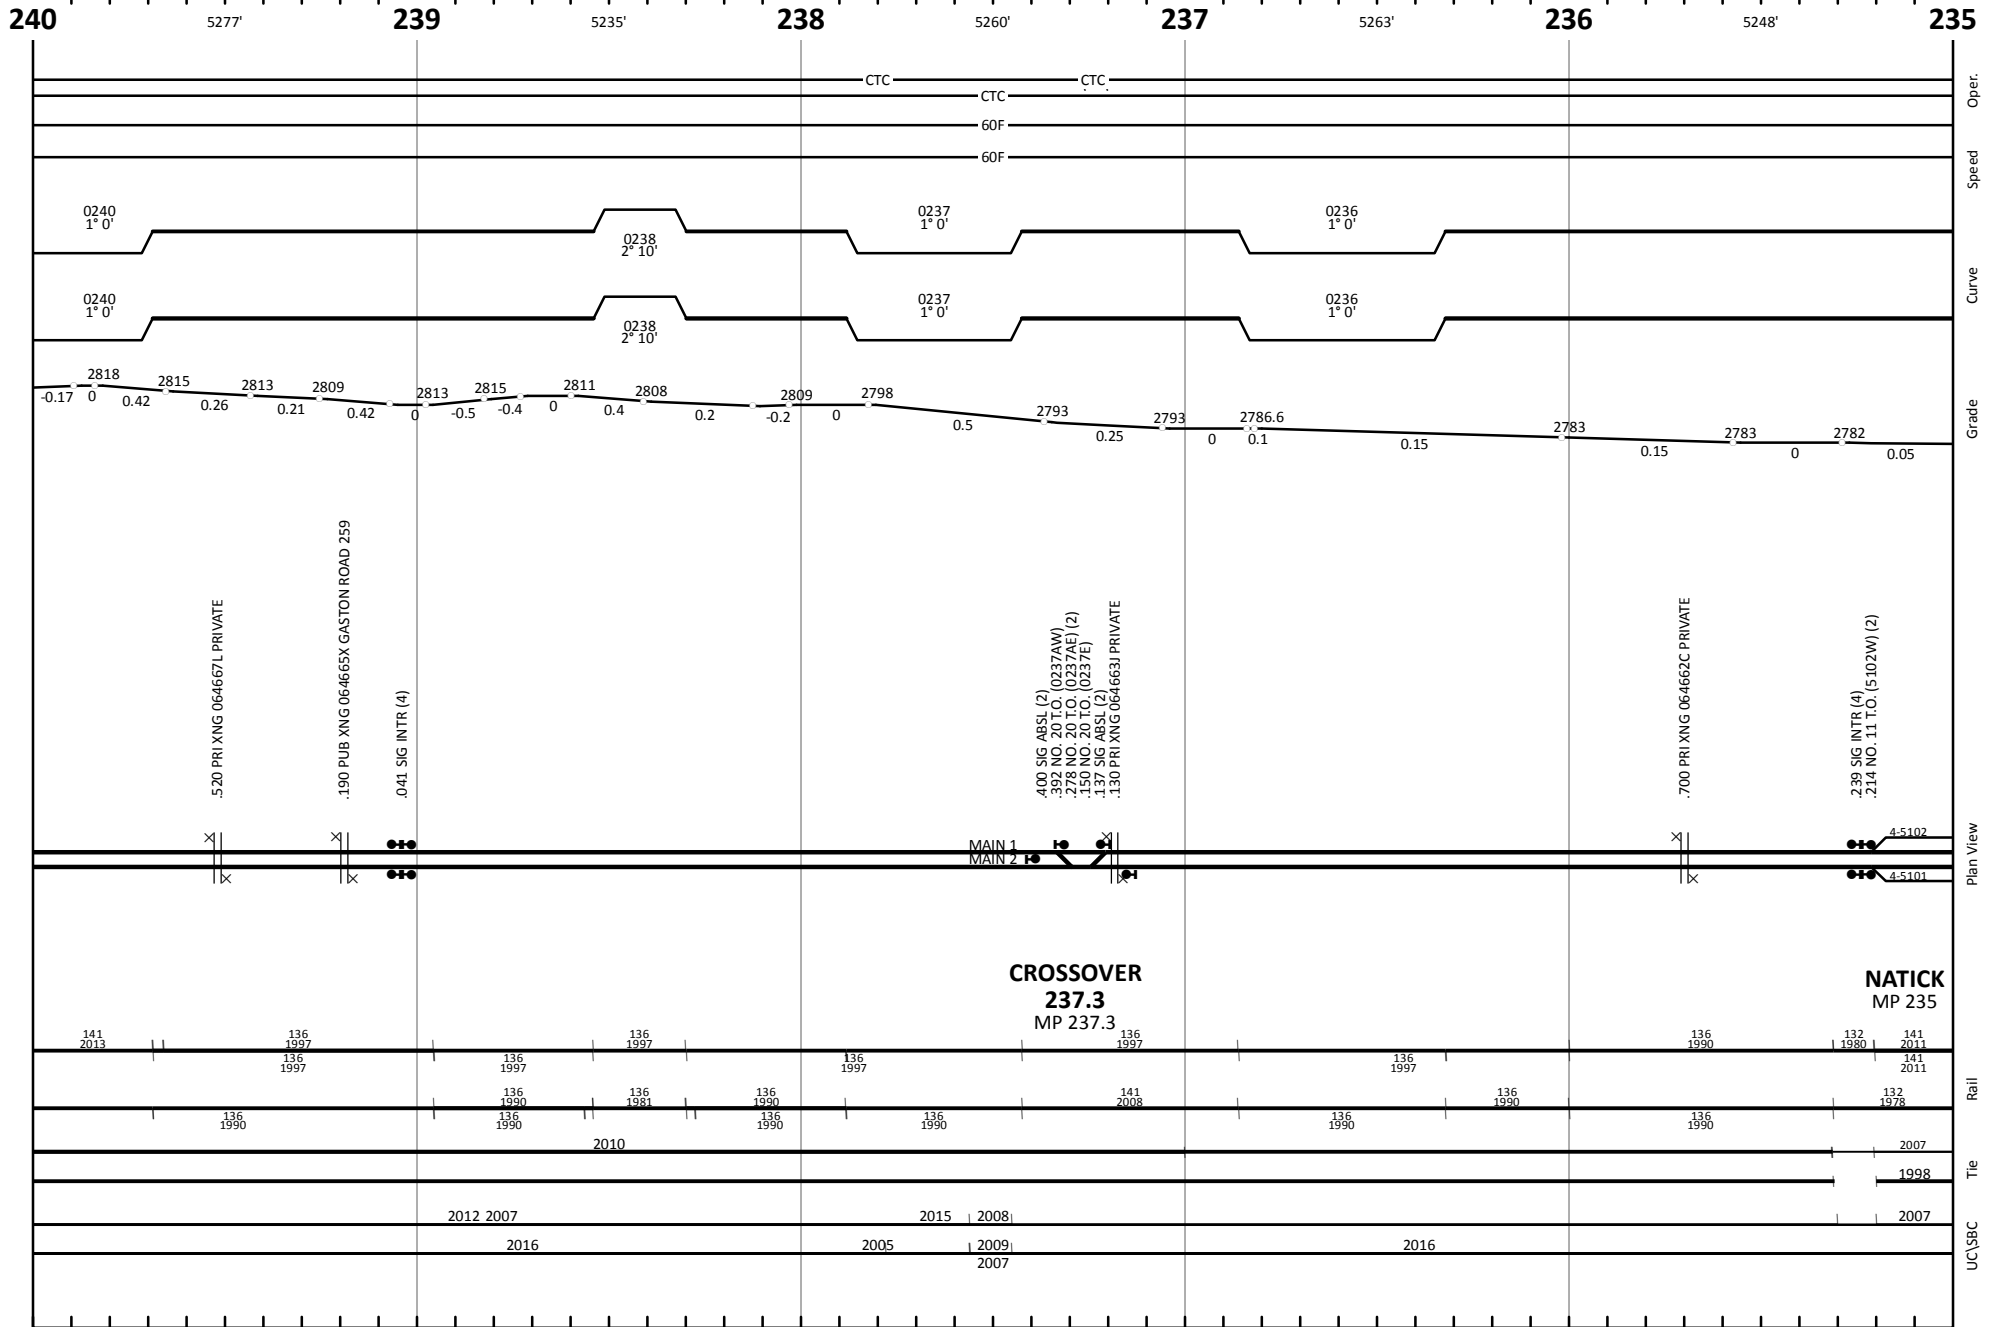 240 5277' 239 5235' 238 5260' 237 5263' 236 5248' 235
CTC CTC
CTC
Oper.
60F
60F
Speed
0240 0237 0236
1° 0' 1° 0' 1° 0'
0238
2° 10'
Curve
0240 0237 0236
1° 0' 1° 0' 1° 0'
0238
2° 10'
2818 2815 2813 2809 2813 2815 2811 2808 2809 2798 2793 2793 2786.6 2783 2783 2782
-0.17 0 0.42 0.26 0.21 0.42 0 -0.5 -0.4 0 0.4 0.2 -0.2 0 0.5 0.25 0 0.1 0.15 0.15 0 0.05
Grade
.520 PRI XNG 064667L PRIVATE
.190 PUB XNG 064665X GASTON ROAD 259
.041 SIG INTR (4)
.400 SIG ABSL (2)
.392 NO. 20 T.O. (0237AW)
.278 NO. 20 T.O. (0237AE) (2)
.150 NO. 20 T.O. (0237E)
.137 SIG ABSL (2)
.130 PRI XNG 064663J PRIVATE
.700 PRI XNG 064662C PRIVATE
.239 SIG INTR (4)
.214 NO. 11 T.O. (5102W) (2)
4-5102
MAIN 1
MAIN 2
4-5101
Plan View
CROSSOVER
237.3
MP 237.3
NATICK
MP 235
141 136 136 136 136 132 141
2013 1997 1997 1997 1990 1980 2011
136 136 136 136 141
1997 1997 1997 1997 2011
Rail
136 136 136 141 136 132
1990 1981 1990 2008 1990 1978
136 136 136 136 136 136
1990 1990 1990 1990 1990 1990
2010 2007
Tie
1998
2012 2007 2015 2008 2007
UC\SBC
2016 2005 2009 2016
2007